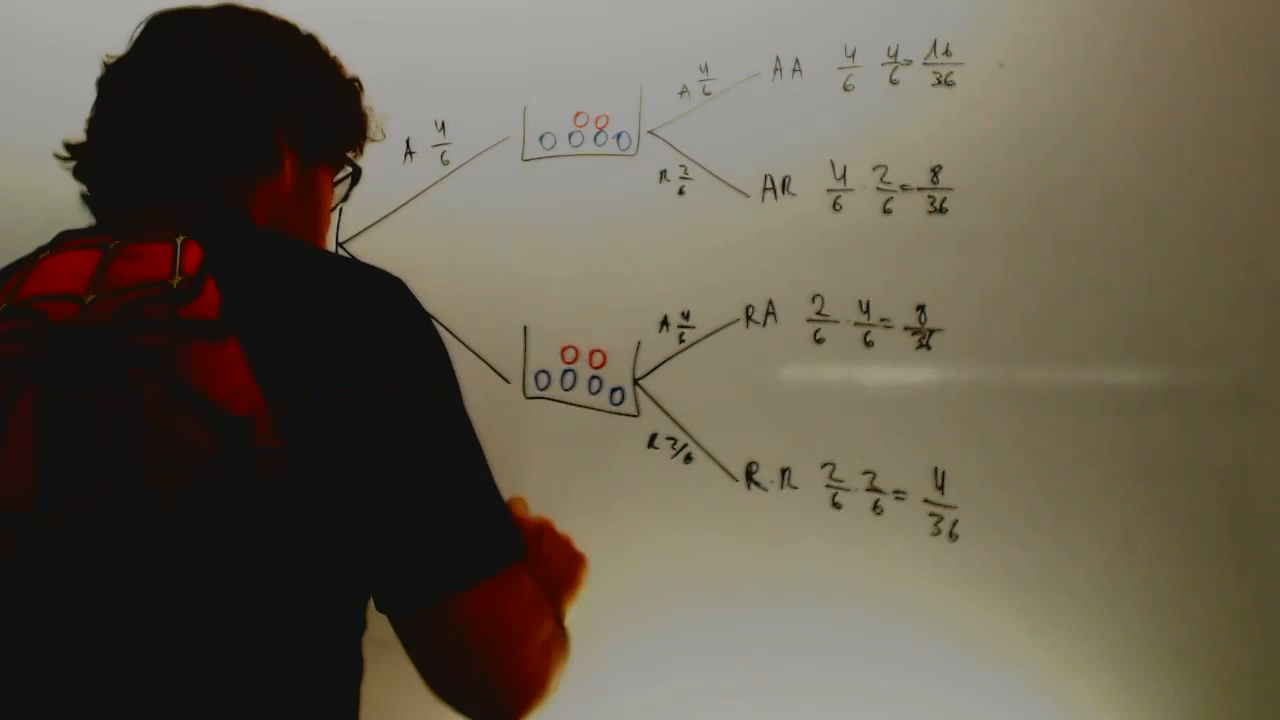 A 4/6
A 4/6
AA 4/6 4/6 = 16/36
R 2/6
AR 4/6 · 2/6 = 8/36
A 4/6
RA 2/6 · 4/6 = 8/36
R 2/6
R·R 2/6 · 2/6 = 4/36